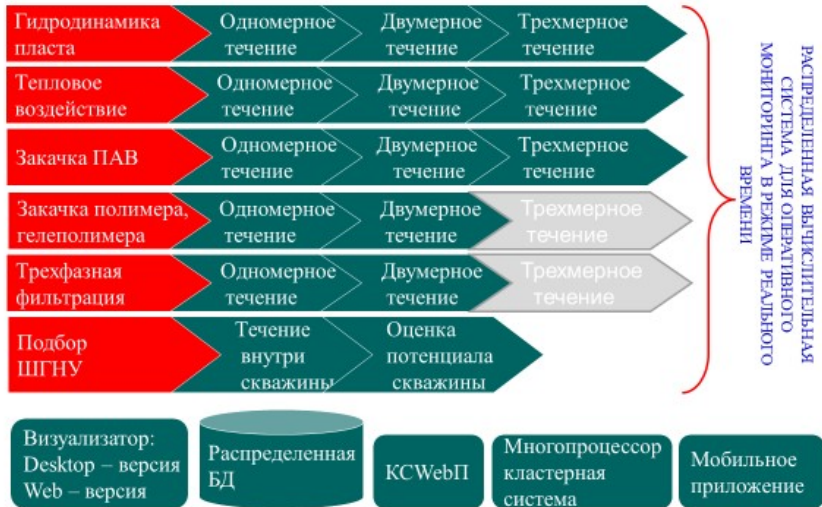 Гидродинамика
пласта
Одномерное
течение
Двумерное
течение
Трехмерное
течение
Тепловое
воздействие
Одномерное
течение
Двумерное
течение
Трехмерное
течение
Закачка ПАВ
Одномерное
течение
Двумерное
течение
Трехмерное
течение
Закачка полимера,
гелеполимера
Одномерное
течение
Двумерное
течение
Трехмерное
течение
Трехфазная
фильтрация
Одномерное
течение
Двумерное
течение
Трехмерное
течение
Подбор
ШГНУ
Течение
внутри
скважины
Оценка
потенциала
скважины
РАСПРЕДЕЛЕННАЯ ВЫЧИСЛИТЕЛЬНАЯ
СИСТЕМА ДЛЯ ОПЕРАТИВНОГО
МОНИТОРИНГА В РЕЖИМЕ РЕАЛЬНОГО
ВРЕМЕНИ
Визуализатор:
Desktop – версия
Web – версия
Распределенная
БД
КСWebП
Многопроцессор
кластерная
система
Мобильное
приложение